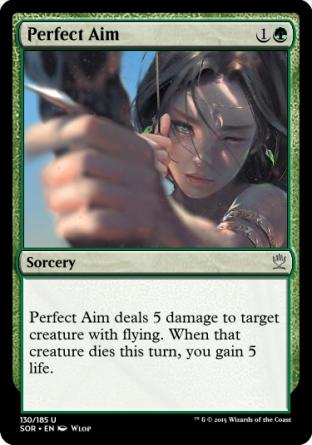 Perfect Aim 1
Sorcery
Perfect Aim deals 5 damage to target
creature with flying. When that
creature dies this turn, you gain 5
life.
130/185 U
SOR • EN WLOP
™ & © 2015 Wizards of the Coast